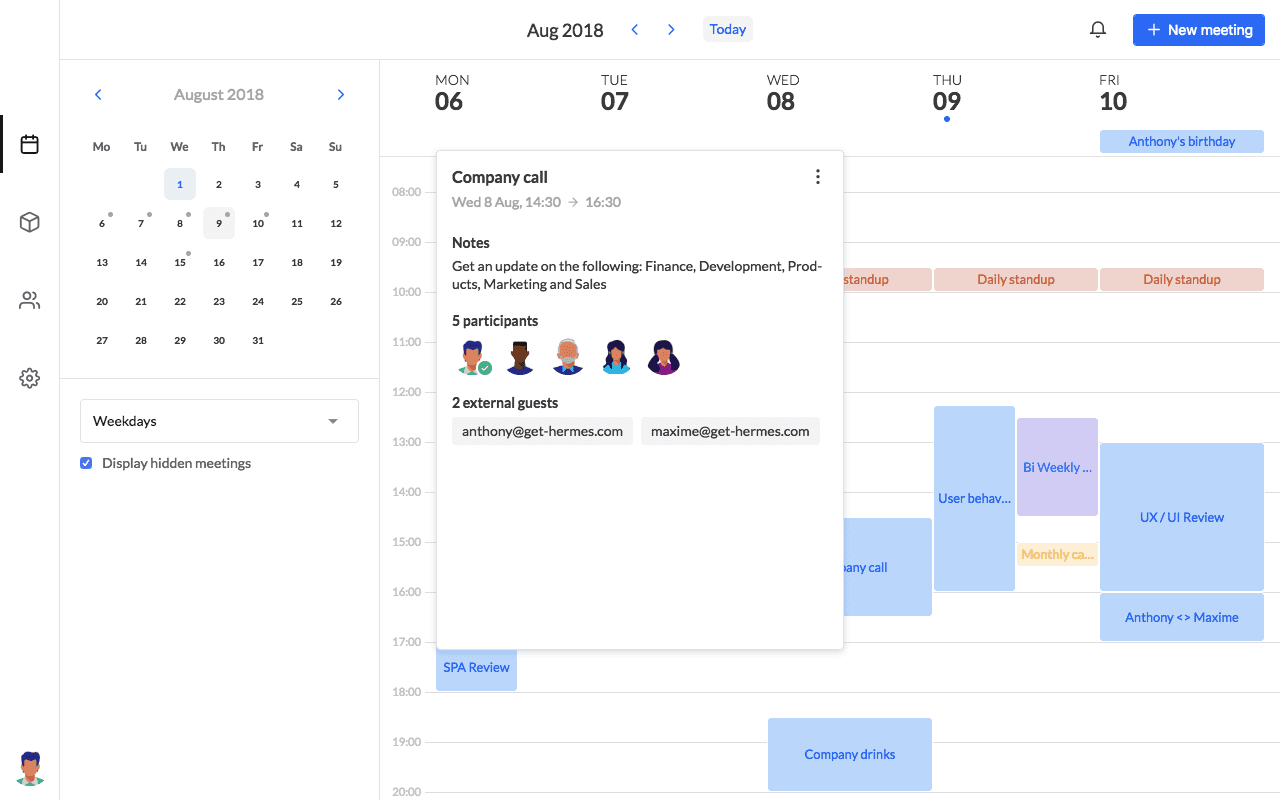 Aug 2018
Today
New meeting
August 2018
Mo Tu We Th Fr Sa Su
1 2 3 4 5
6 7 8 9 10 11 12
13 14 15 16 17 18 19
20 21 22 23 24 25 26
27 28 29 30 31
Weekdays
Display hidden meetings
MON TUE WED THU FRI
06 07 08 09 10
Anthony's birthday
08:00
09:00
10:00
11:00
12:00
13:00
14:00
15:00
16:00
17:00
18:00
19:00
20:00
Company call
Wed 8 Aug, 14:30 → 16:30
Notes
Get an update on the following: Finance, Development, Prod-
ucts, Marketing and Sales
5 participants
2 external guests
anthony@get-hermes.com maxime@get-hermes.com
standup
Daily standup
Daily standup
User behav...
Bi Weekly ...
Monthly ca...
UX / UI Review
any call
Anthony <> Maxime
SPA Review
Company drinks